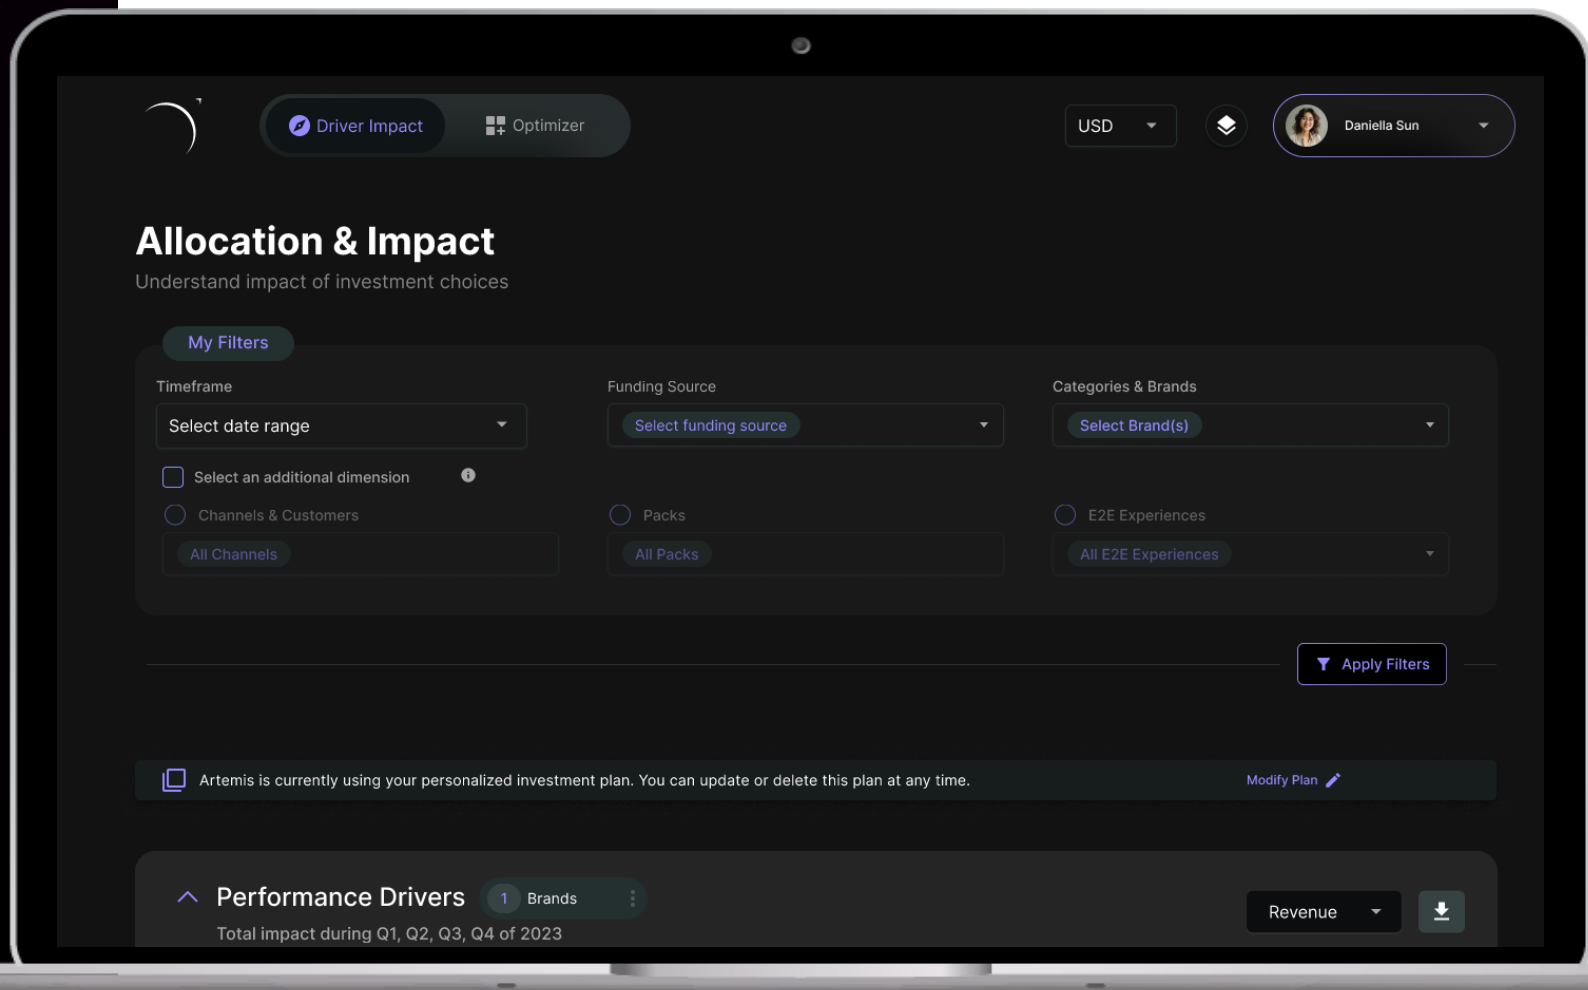 Driver Impact
Optimizer
USD
Daniella Sun
Allocation & Impact
Understand impact of investment choices
My Filters
Timeframe
Funding Source
Categories & Brands
Select date range
Select funding source
Select Brand(s)
Select an additional dimension
Channels & Customers
Packs
E2E Experiences
All Channels
All Packs
All E2E Experiences
Apply Filters
Artemis is currently using your personalized investment plan. You can update or delete this plan at any time.
Modify Plan
Performance Drivers
1 Brands
Revenue
Total impact during Q1, Q2, Q3, Q4 of 2023